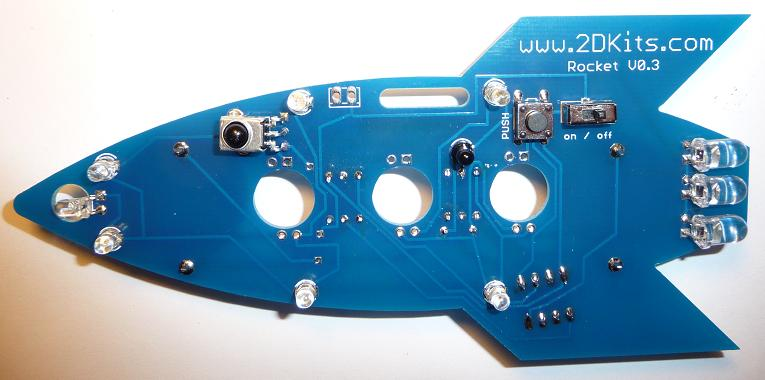 www.2DKits.com
Rocket V0.3
PUSH
on / off